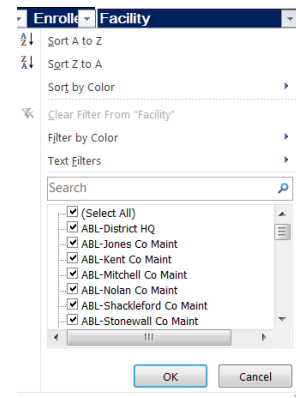 Enrolle Facility
Sort A to Z
Sort Z to A
Sort by Color
Clear Filter From "Facility"
Filter by Color
Text Filters
Search
(Select All)
ABL-District HQ
ABL-Jones Co Maint
ABL-Kent Co Maint
ABL-Mitchell Co Maint
ABL-Nolan Co Maint
ABL-Shackleford Co Maint
ABL-Stonewall Co Maint
OK Cancel